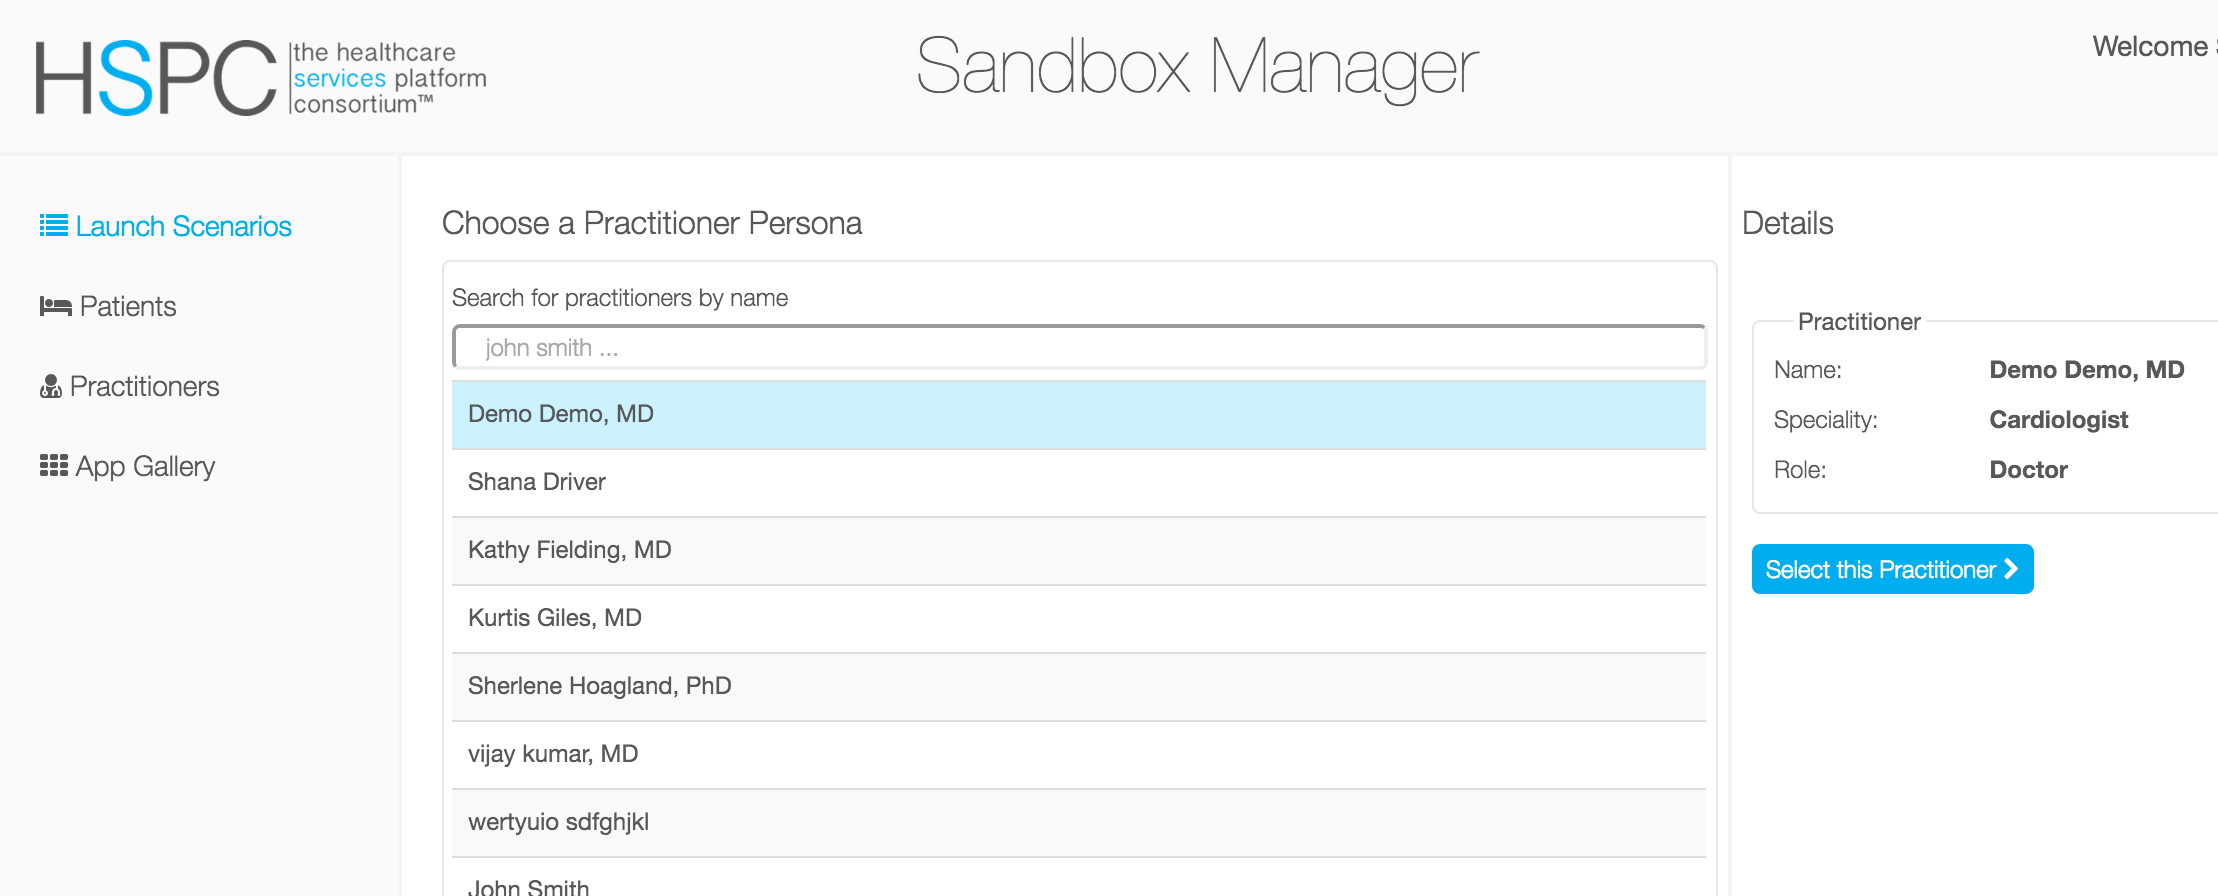 HSPC
the healthcare
services platform
consortium™
Sandbox Manager
Welcome
Launch Scenarios
Patients
Practitioners
App Gallery
Choose a Practitioner Persona
Search for practitioners by name
john smith ...
Demo Demo, MD
Shana Driver
Kathy Fielding, MD
Kurtis Giles, MD
Sherlene Hoagland, PhD
vijay kumar, MD
wertyuio sdfghjkl
John Smith
Details
Practitioner
Name: Demo Demo, MD
Speciality: Cardiologist
Role: Doctor
Select this Practitioner